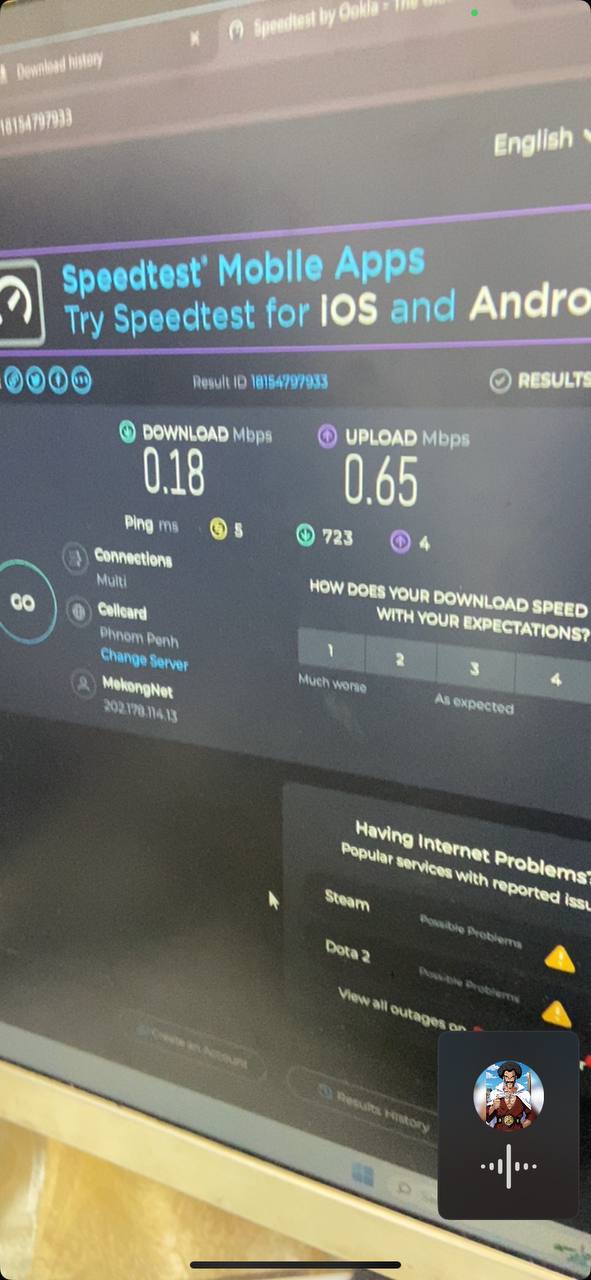 Download history
Speedtest by Ookla - The
18154797933
English
Speedtest® Mobile Apps
Try Speedtest for iOS and Andro
Result ID 18154797933
RESULTS
DOWNLOAD Mbps
UPLOAD Mbps
0.18
0.65
Ping ms
5
723
4
Connections
Multi
GO
Cellcard
Phnom Penh
Change Server
MekongNet
202.178.114.13
HOW DOES YOUR DOWNLOAD SPEED
WITH YOUR EXPECTATIONS?
1
2
3
4
Much worse
As expected
Having Internet Problems?
Popular services with reported issu
Steam
Possible Problems
Dota 2
Possible Problems
View all outages on
Create an Account
Results History